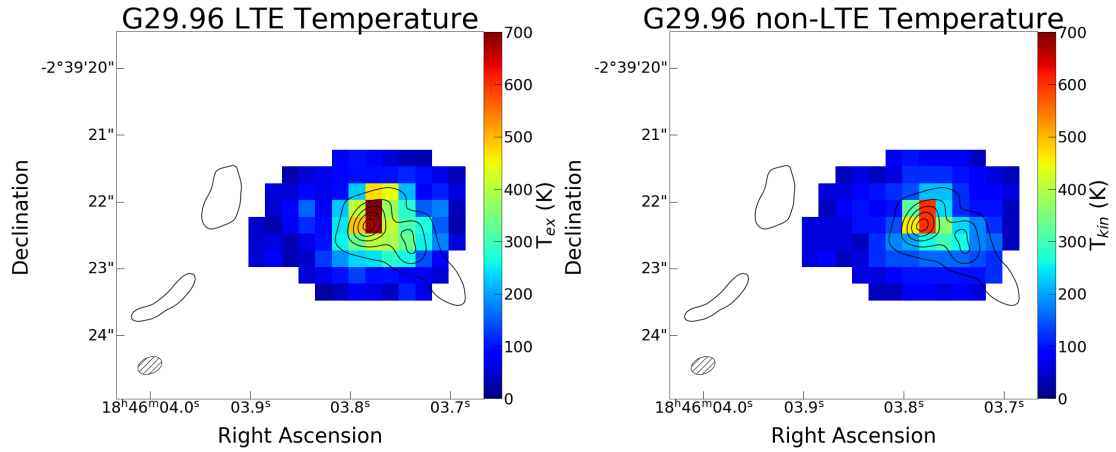 G29.96 LTE Temperature
-2°39'20"
21"
22"
23"
24"
Declination
18ʰ46ᵐ04.0ˢ
03.9ˢ
03.8ˢ
03.7ˢ
Right Ascension
700
600
500
400
300
200
100
0
T_ex (K)
G29.96 non-LTE Temperature
-2°39'20"
21"
22"
23"
24"
Declination
18ʰ46ᵐ04.0ˢ
03.9ˢ
03.8ˢ
03.7ˢ
Right Ascension
700
600
500
400
300
200
100
0
T_kin (K)